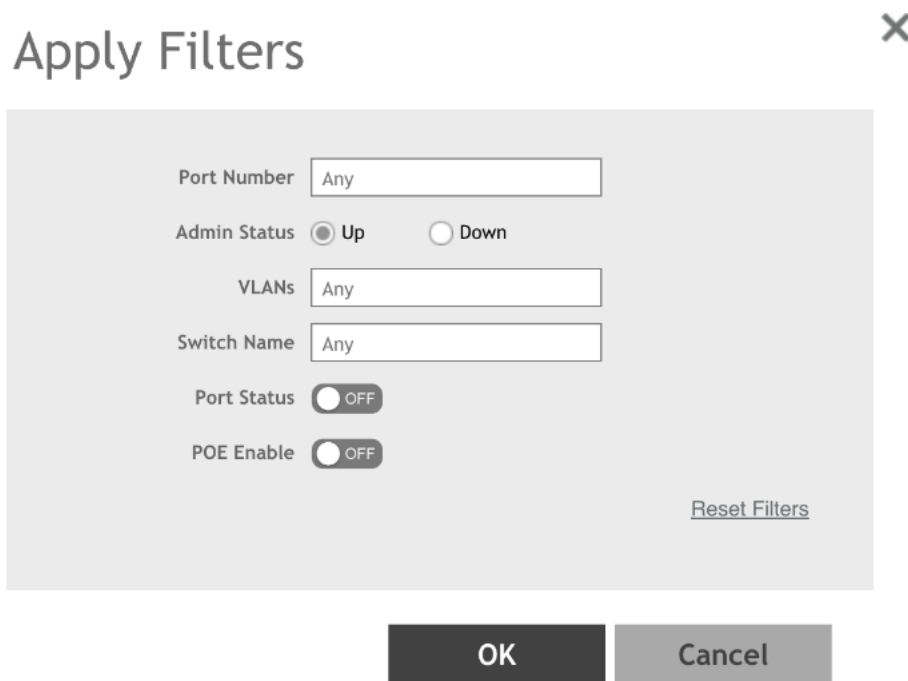 Apply Filters
Port Number Any
Admin Status Up Down
VLANs Any
Switch Name Any
Port Status OFF
POE Enable OFF
Reset Filters
OK Cancel